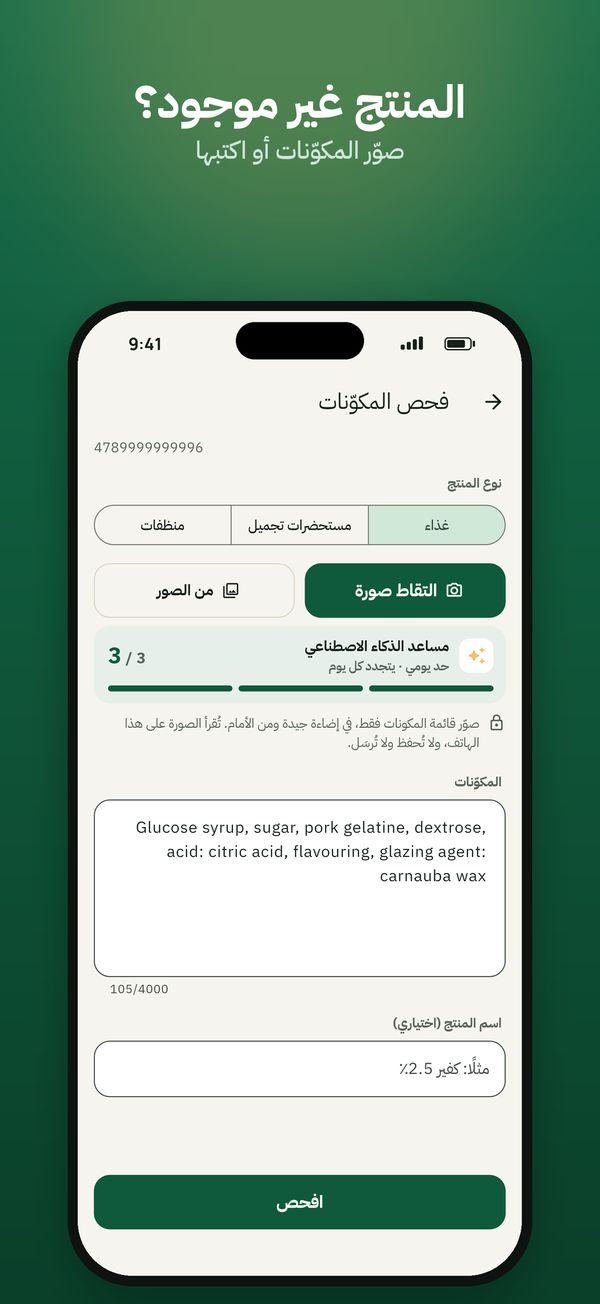 المنتج غير موجود؟
صوّر المكوّنات أو اكتبها
9:41
فحص المكوّنات
4789999999996
نوع المنتج
غذاء
مستحضرات تجميل
منظفات
التقاط صورة
من الصور
مساعد الذكاء الاصطناعي
3 / 3
حد يومي · يتجدد كل يوم
صوّر قائمة المكونات فقط، في إضاءة جيدة ومن الأمام. تُقرأ الصورة على هذا
الهاتف، ولا تُحفظ ولا تُرسَل.
المكوّنات
Glucose syrup, sugar, pork gelatine, dextrose,
acid: citric acid, flavouring, glazing agent:
carnauba wax
105/4000
اسم المنتج (اختياري)
مثلًا: كفير 2.5٪
افحص